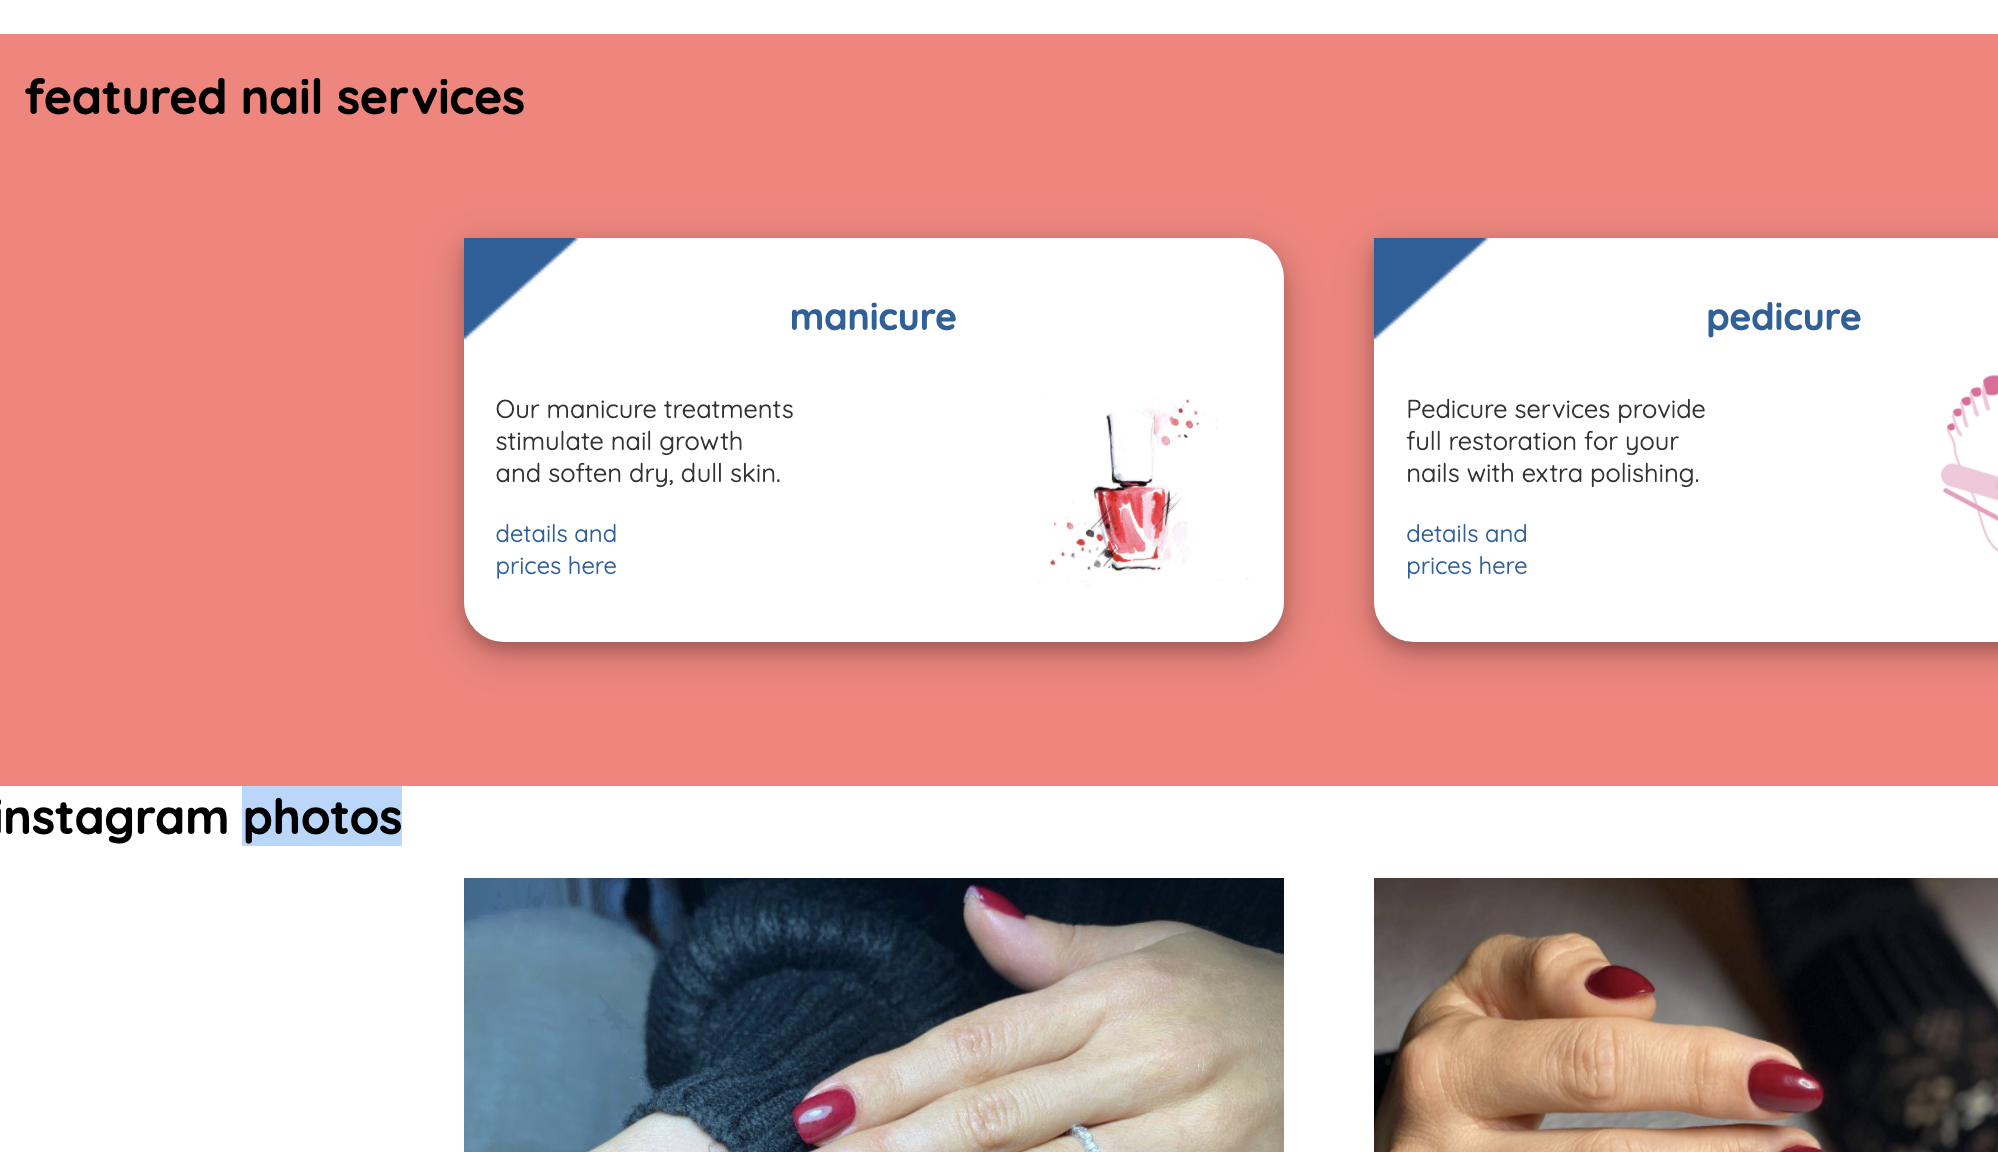 featured nail services
manicure
Our manicure treatments
stimulate nail growth
and soften dry, dull skin.
details and
prices here
pedicure
Pedicure services provide
full restoration for your
nails with extra polishing.
details and
prices here
instagram photos